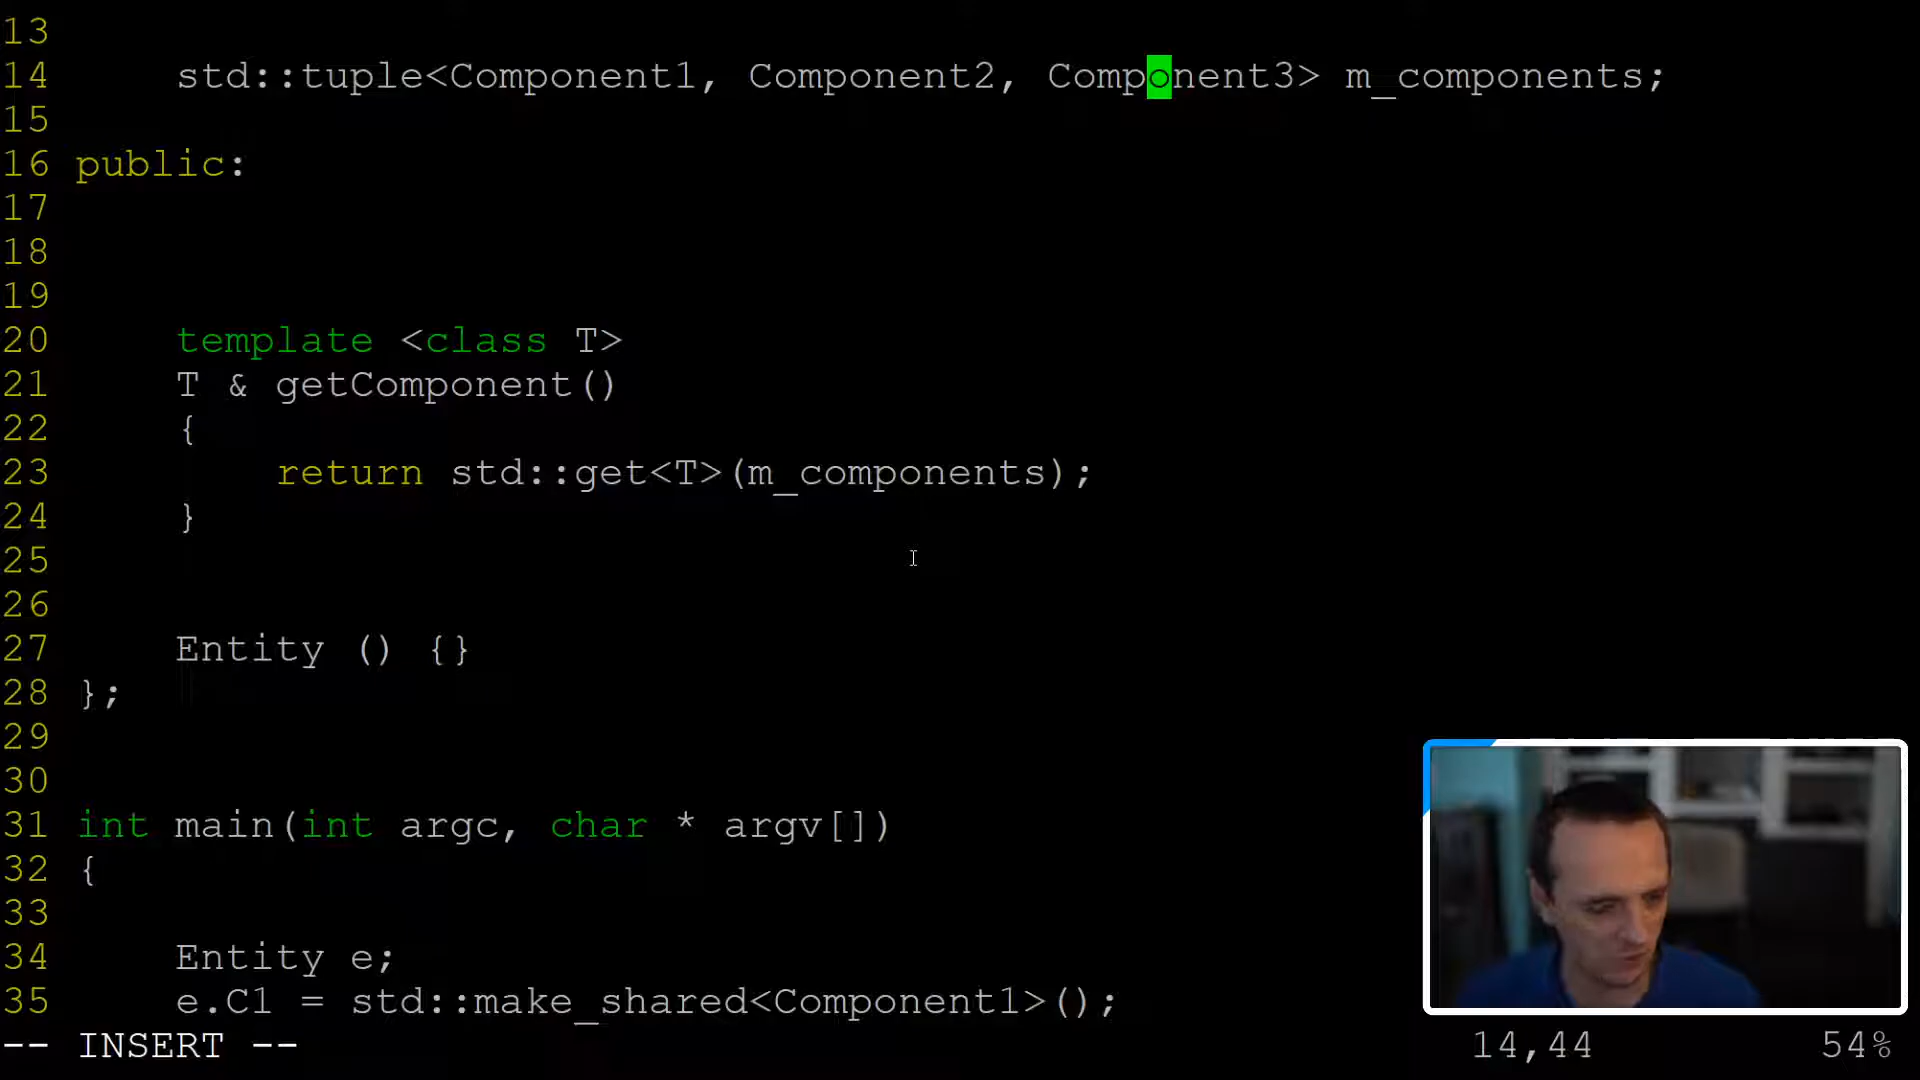 13
14     std::tuple<Component1, Component2, Component3> m_components;
15
16 public:
17
18
19
20     template <class T>
21     T & getComponent()
22     {
23         return std::get<T>(m_components);
24     }
25
26
27     Entity () {}
28 };
29
30
31 int main(int argc, char * argv[])
32 {
33
34     Entity e;
35     e.C1 = std::make_shared<Component1>();
-- INSERT -- 14,44 54%